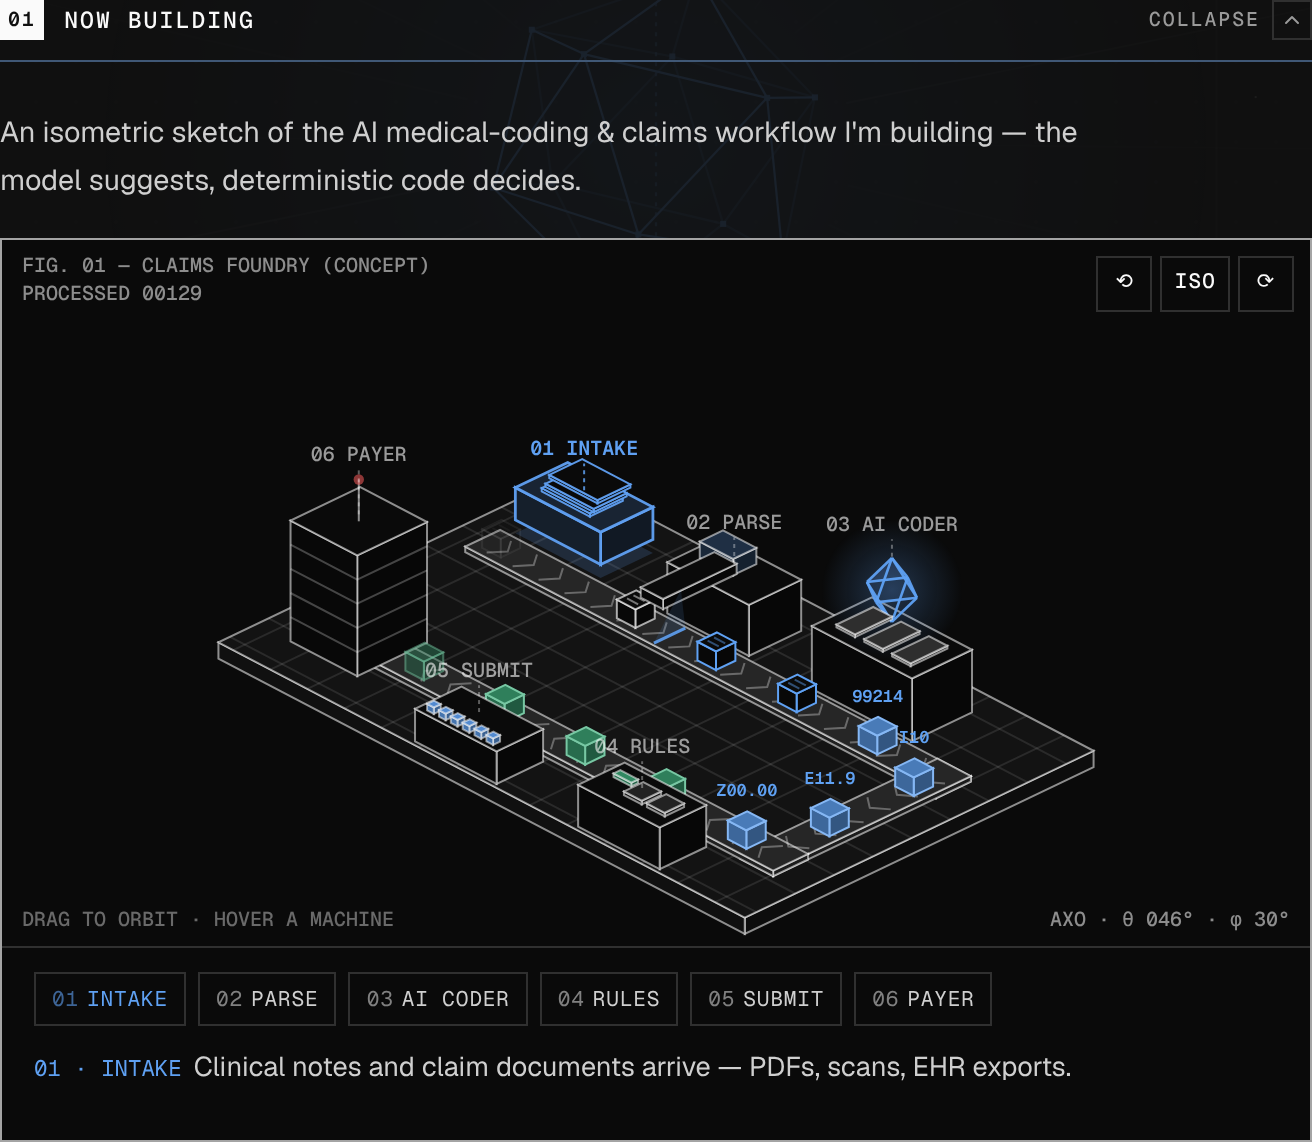 01 NOW BUILDING
COLLAPSE
An isometric sketch of the AI medical-coding & claims workflow I'm building — the
model suggests, deterministic code decides.
FIG. 01 — CLAIMS FOUNDRY (CONCEPT)
PROCESSED 00129
⟲ ISO ⟳
06 PAYER
01 INTAKE
02 PARSE
03 AI CODER
05 SUBMIT
99214
I10
04 RULES
E11.9
Z00.00
DRAG TO ORBIT · HOVER A MACHINE
AXO · θ 046° · φ 30°
01 INTAKE
02 PARSE
03 AI CODER
04 RULES
05 SUBMIT
06 PAYER
01 · INTAKE Clinical notes and claim documents arrive — PDFs, scans, EHR exports.